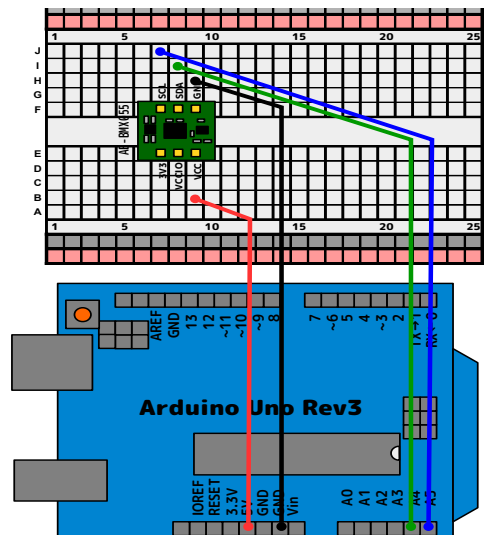 1 5 10 15 20 25
J
I
H
G
F
SCL SDA GND
AE-BMX055
3V3 VCCIO VCC
E
D
C
B
A
1 5 10 15 20 25
AREF GND 13 12 ~11 ~10 ~9 8 7 ~6 5 4 ~3 2 TX→1 RX←0
Arduino Uno Rev3
IOREF RESET 3.3V 5V GND GND Vin A0 A1 A2 A3 A4 A5